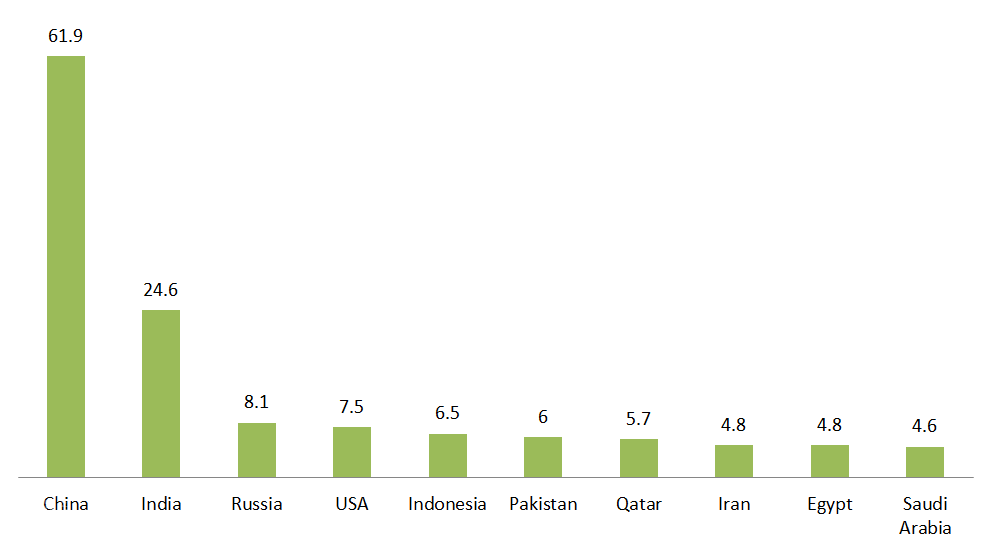 61.9
24.6
8.1
7.5
6.5
6
5.7
4.8
4.8
4.6
China
India
Russia
USA
Indonesia
Pakistan
Qatar
Iran
Egypt
Saudi
Arabia